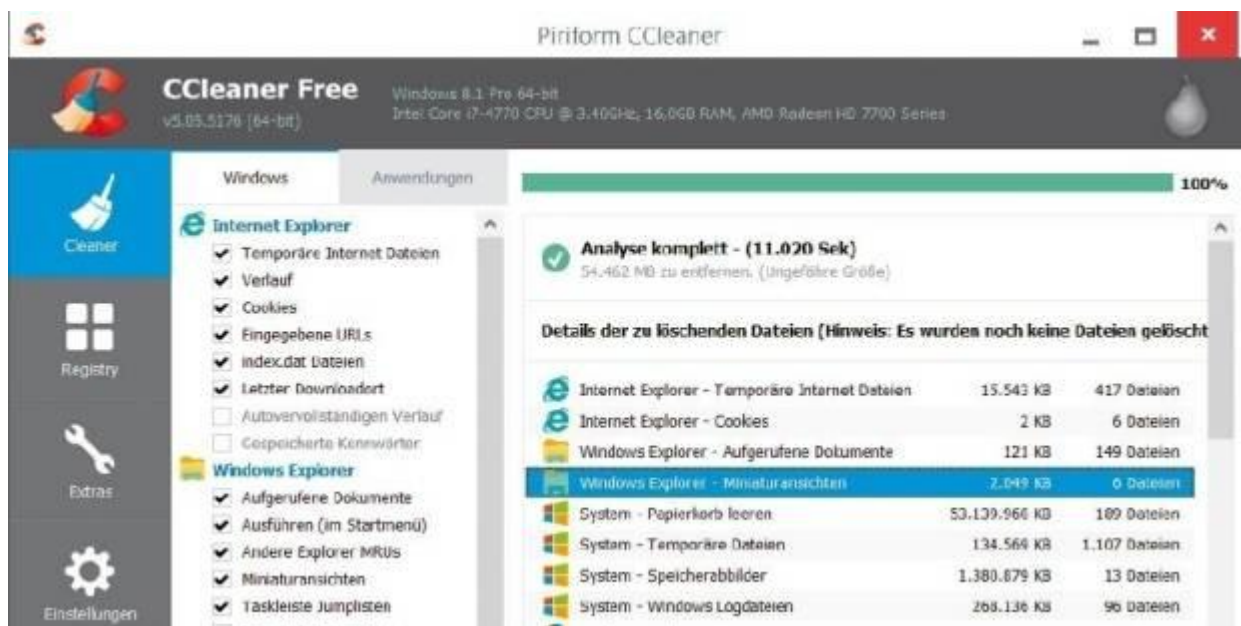 Piriform CCleaner
CCleaner Free
v5.05.5176 (64-bit)
Windows 8.1 Pro 64-bit
Intel Core i7-4770 CPU @ 3.40GHz, 16,0GB RAM, AMD Radeon HD 7700 Series
Cleaner
Registry
Extras
Einstellungen
Windows
Anwendungen
Internet Explorer
Temporäre Internet Dateien
Verlauf
Cookies
Eingegebene URLs
Index.dat Dateien
Letzter Downloadort
Autovervollständigen Verlauf
Gespeicherte Kennwörter
Windows Explorer
Aufgerufene Dokumente
Ausführen (im Startmenü)
Andere Explorer MRUs
Miniaturansichten
Taskleiste Jumplisten
100%
Analyse komplett - (11.020 Sek)
54.462 MB zu entfernen. (Ungefähre Größe)
Details der zu löschenden Dateien (Hinweis: Es wurden noch keine Dateien gelöscht
Internet Explorer - Temporäre Internet Dateien 15.543 KB 417 Dateien
Internet Explorer - Cookies 2 KB 6 Dateien
Windows Explorer - Aufgerufene Dokumente 121 KB 149 Dateien
Windows Explorer - Miniaturansichten 2.049 KB 6 Dateien
System - Papierkorb leeren 53.139.966 KB 189 Dateien
System - Temporäre Dateien 134.569 KB 1.107 Dateien
System - Speicherabbilder 1.380.879 KB 13 Dateien
System - Windows Logdateien 268.136 KB 96 Dateien